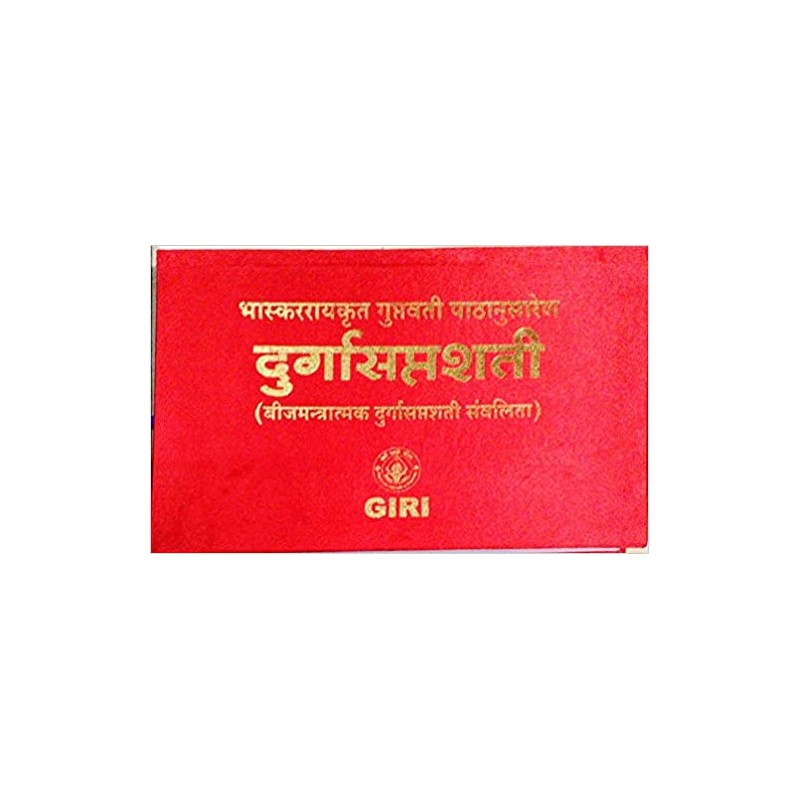 भास्कररायकृत गुप्तवती पाठानुसारेण
दुर्गासप्तशती
(बीजमन्त्रात्मक दुर्गासप्तशती संवलिता)
GIRI